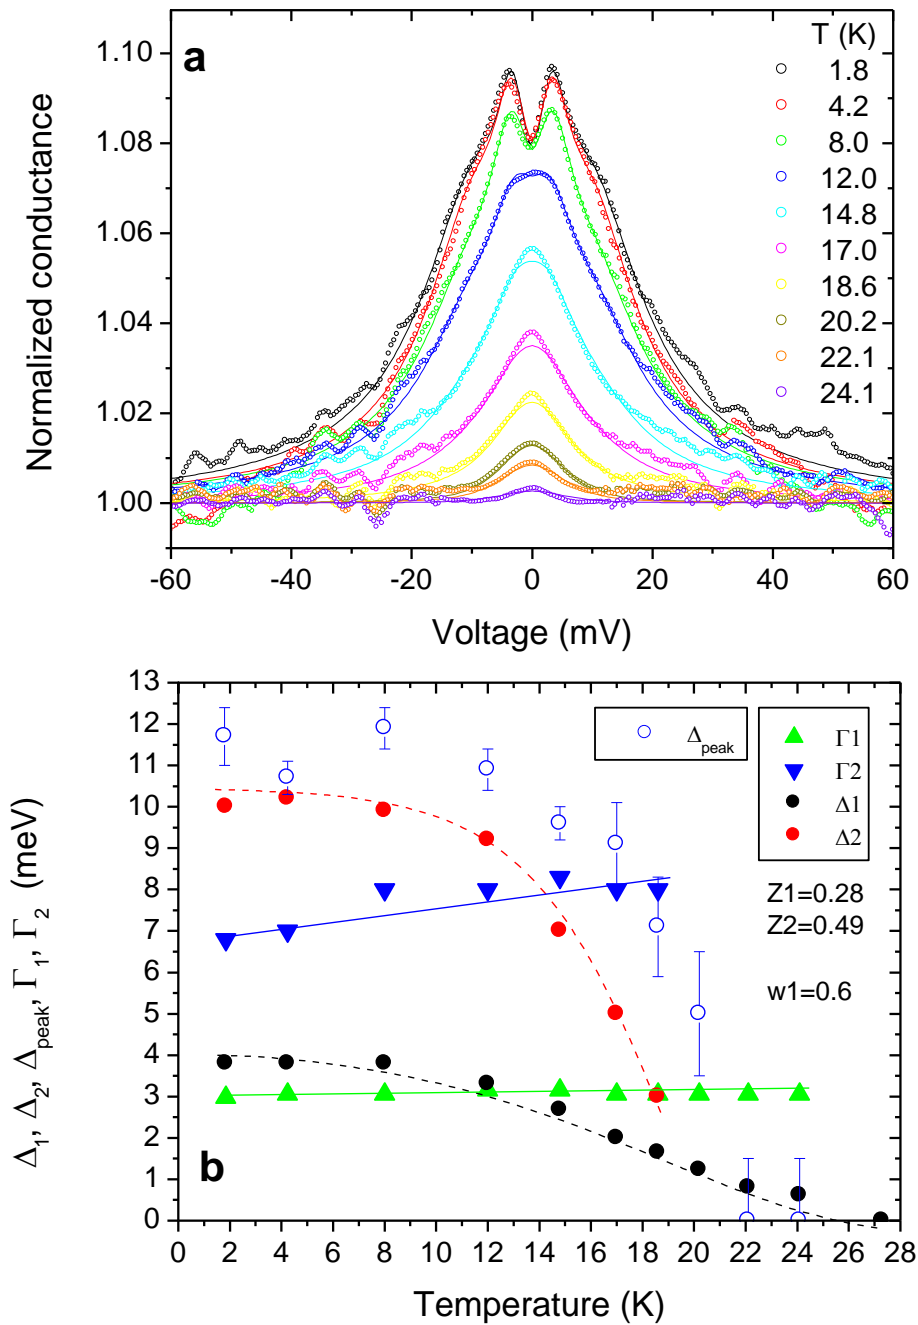 a
T (K)
1.8
4.2
8.0
12.0
14.8
17.0
18.6
20.2
22.1
24.1
1.10
1.08
1.06
1.04
1.02
1.00
Normalized conductance
-60 -40 -20 0 20 40 60
Voltage (mV)
13
12
11
10
9
8
7
6
5
4
3
2
1
0
Δ1, Δ2, Δpeak, Γ1, Γ2 (meV)
Δpeak
Γ1
Γ2
Δ1
Δ2
Z1=0.28
Z2=0.49
w1=0.6
b
0 2 4 6 8 10 12 14 16 18 20 22 24 26 28
Temperature (K)